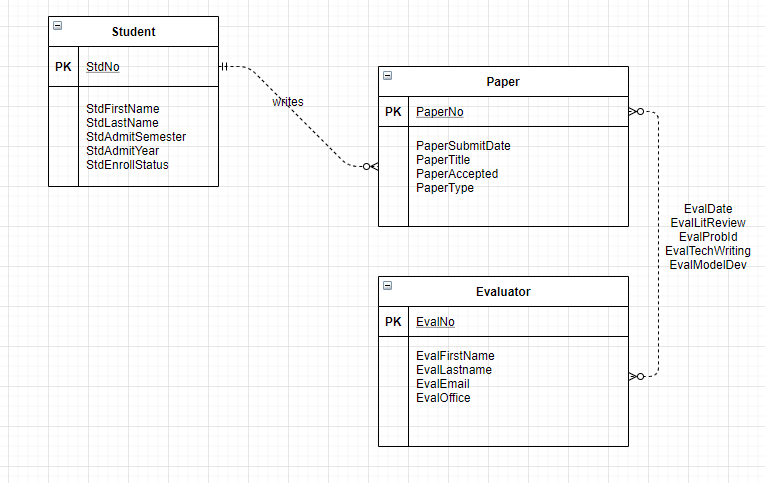 Student
PK StdNo
StdFirstName
StdLastName
StdAdmitSemester
StdAdmitYear
StdEnrollStatus
writes
Paper
PK PaperNo
PaperSubmitDate
PaperTitle
PaperAccepted
PaperType
EvalDate
EvalLitReview
EvalProbId
EvalTechWriting
EvalModelDev
Evaluator
PK EvalNo
EvalFirstName
EvalLastname
EvalEmail
EvalOffice